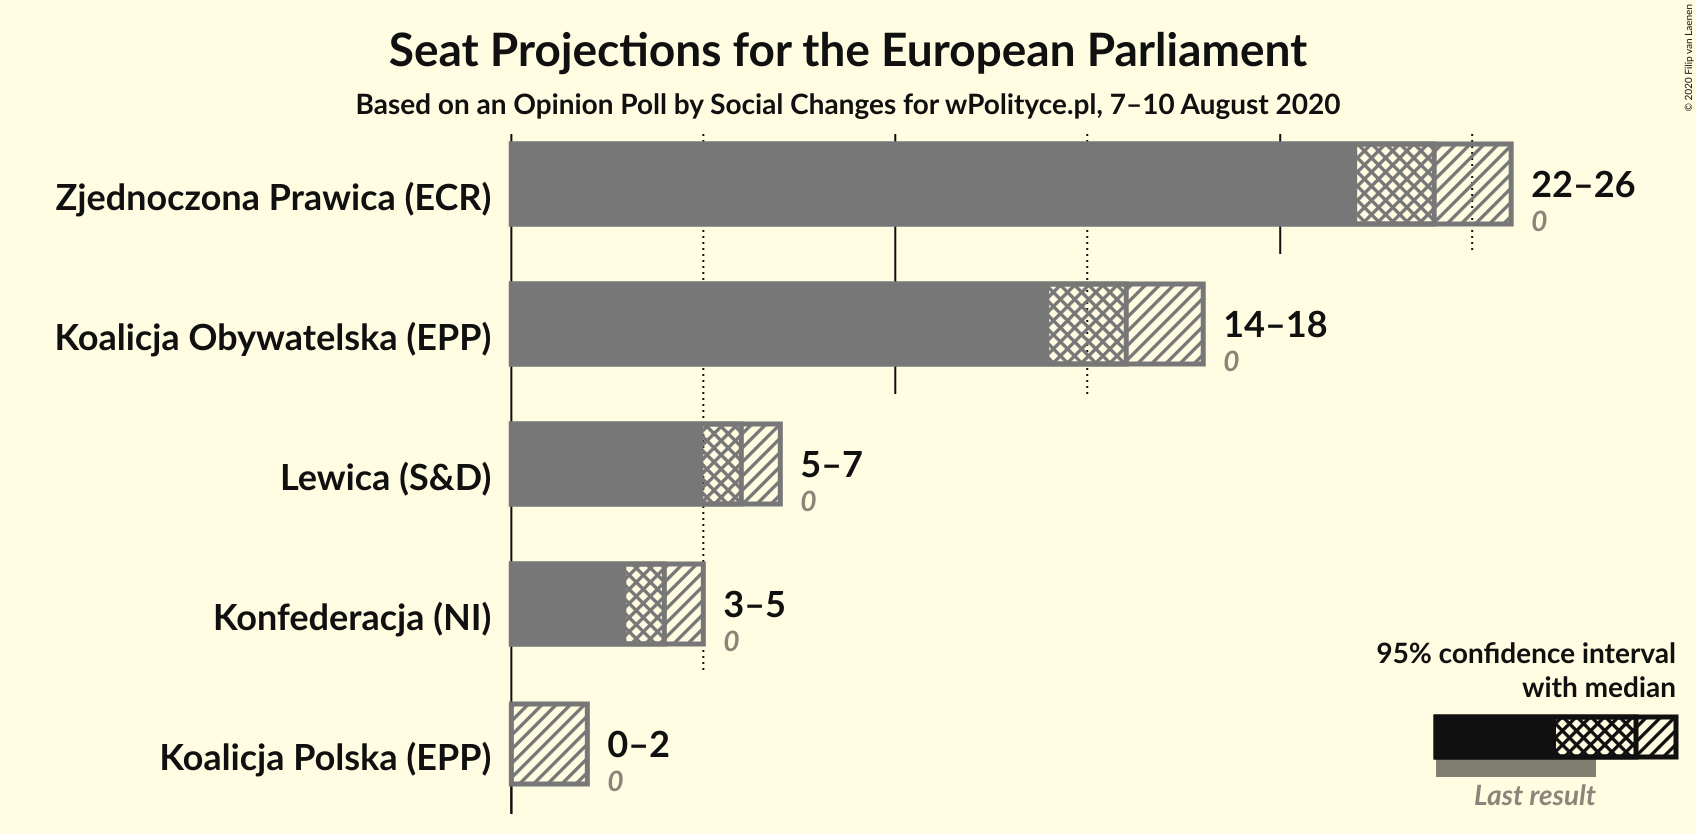 Seat Projections for the European Parliament
Based on an Opinion Poll by Social Changes for wPolityce.pl, 7–10 August 2020
© 2020 Filip van Laenen
Zjednoczona Prawica (ECR)
22–26
0
Koalicja Obywatelska (EPP)
14–18
0
Lewica (S&D)
5–7
0
Konfederacja (NI)
3–5
0
Koalicja Polska (EPP)
0–2
0
95% confidence interval
with median
Last result